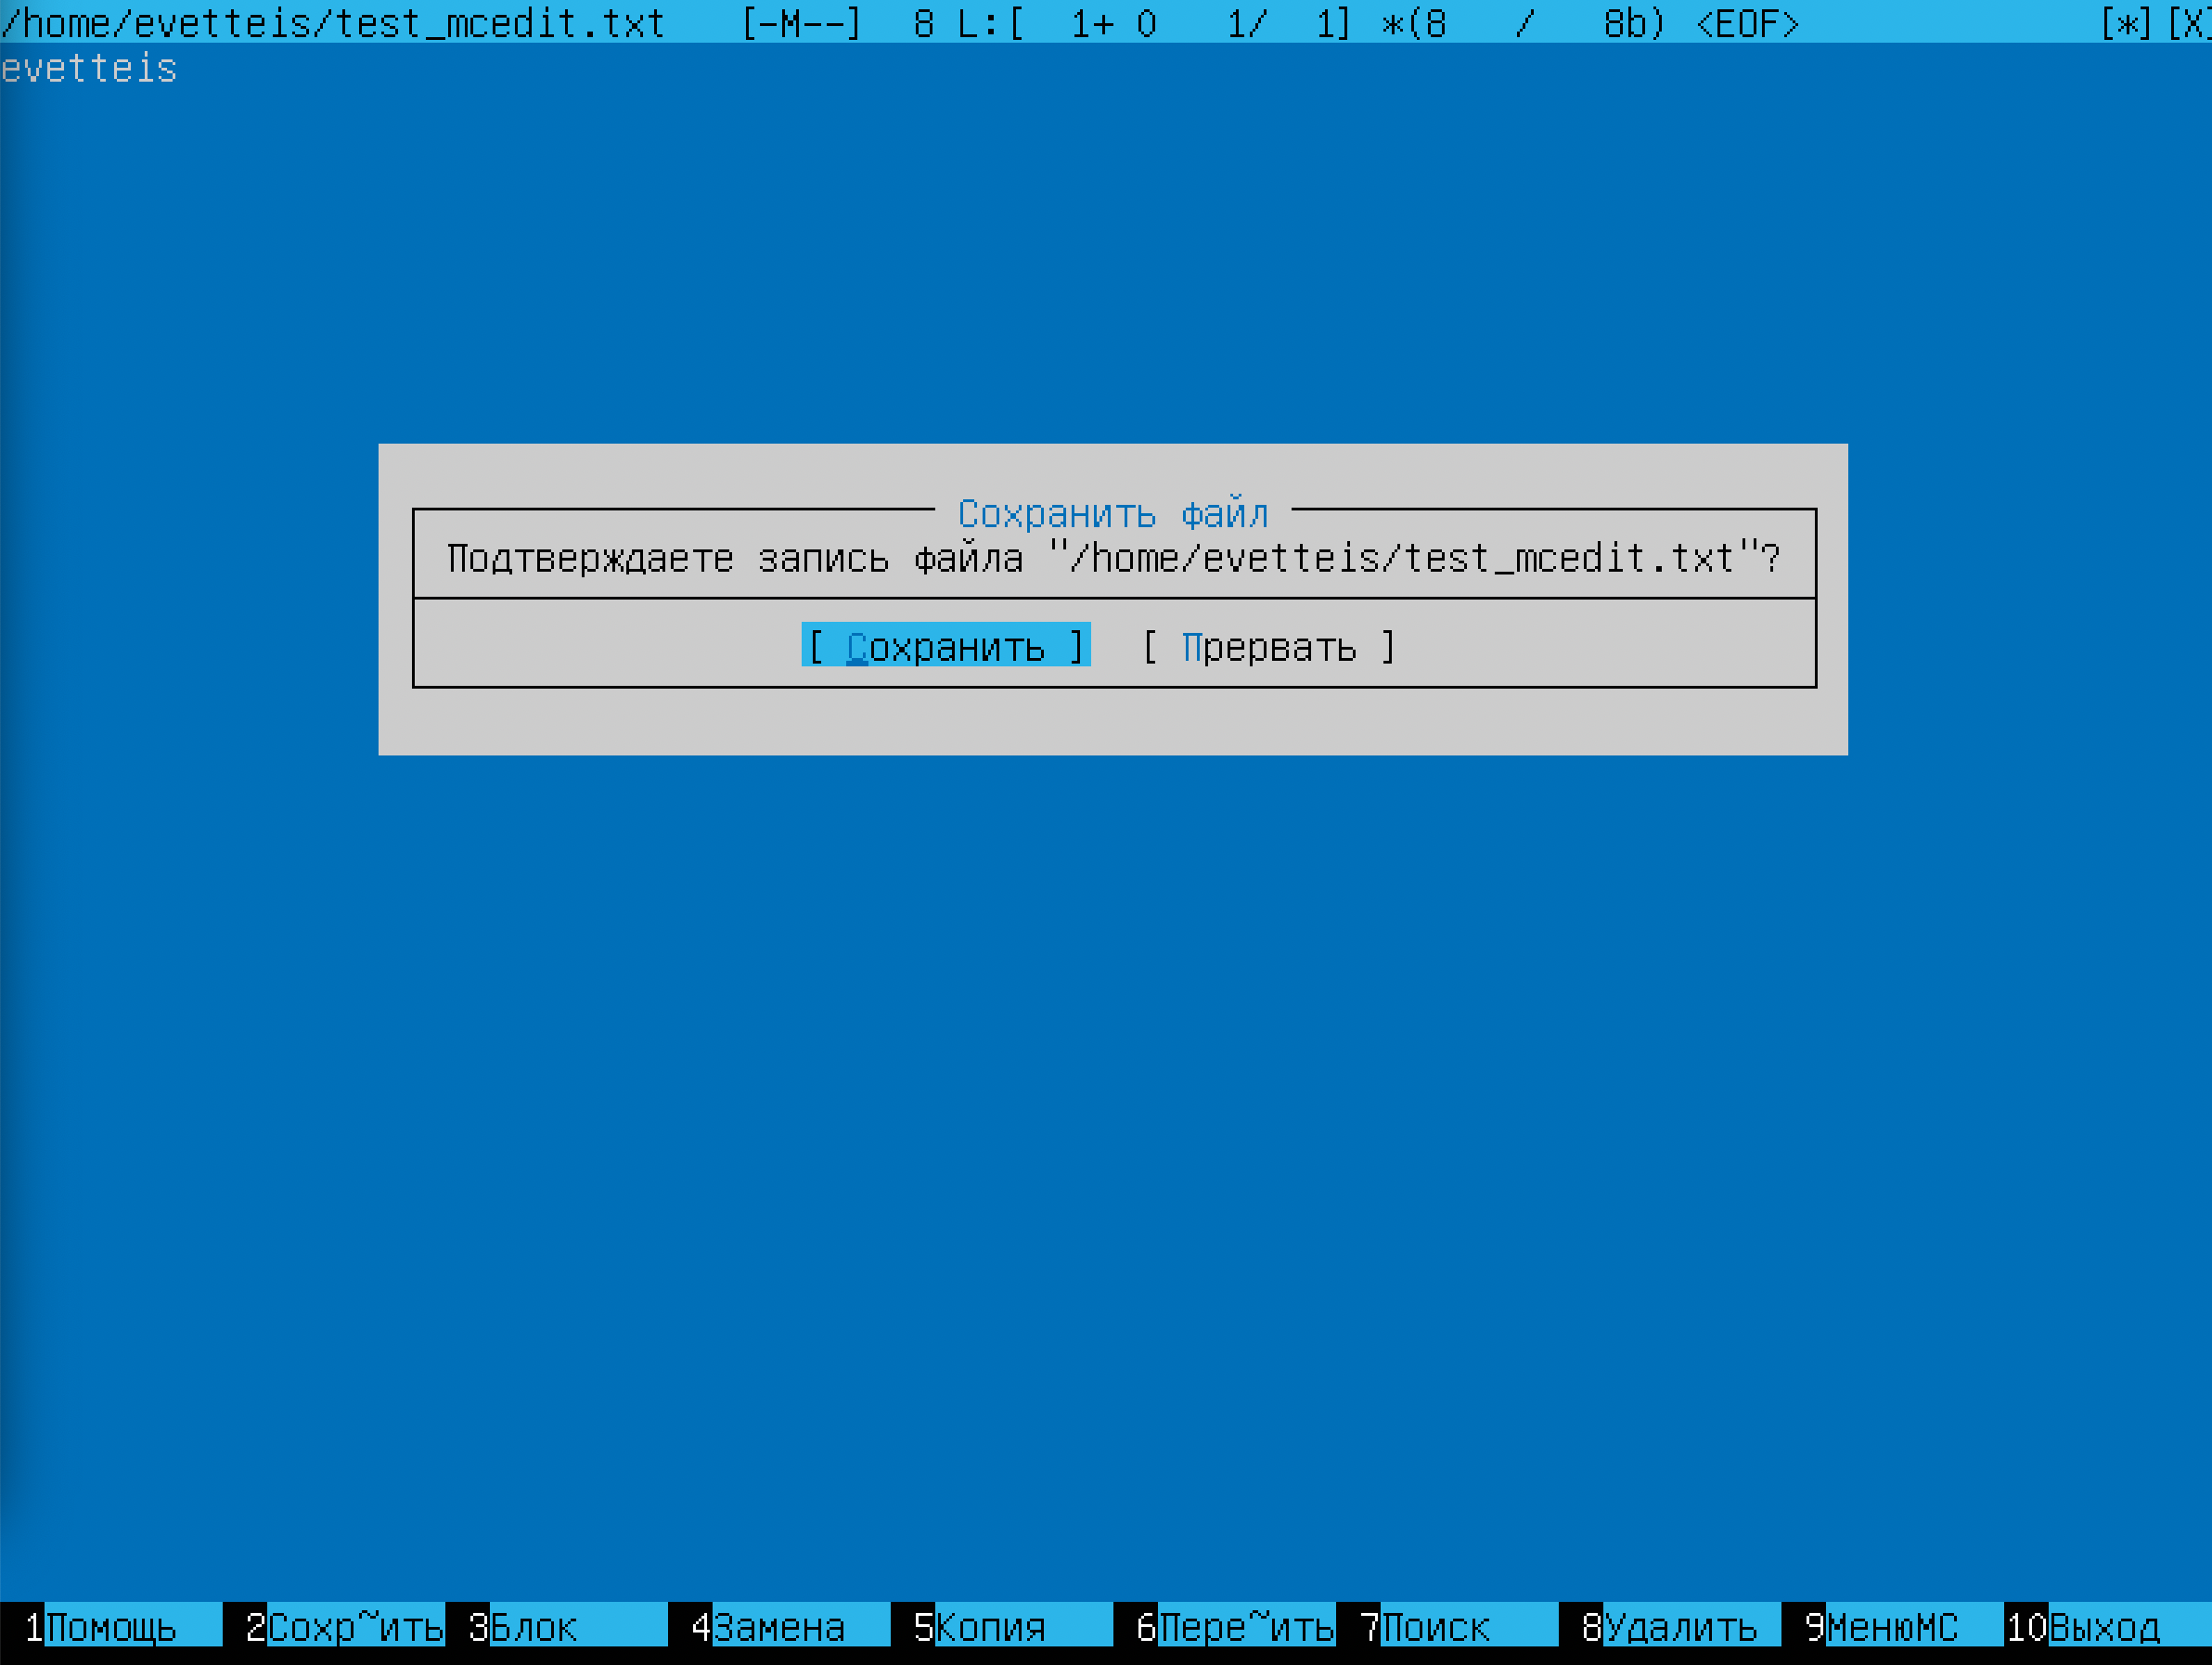 /home/evetteis/test_mcedit.txt [-M--] 8 L:[ 1+ 0 1/ 1] *(8 / 8b) <EOF> [*][X]
evetteis
Сохранить файл
Подтверждаете запись файла "/home/evetteis/test_mcedit.txt"?
[ Сохранить ] [ Прервать ]
1Помощь 2Сохр~ить 3Блок 4Замена 5Копия 6Пере~ить 7Поиск 8Удалить 9МенюМС 10Выход